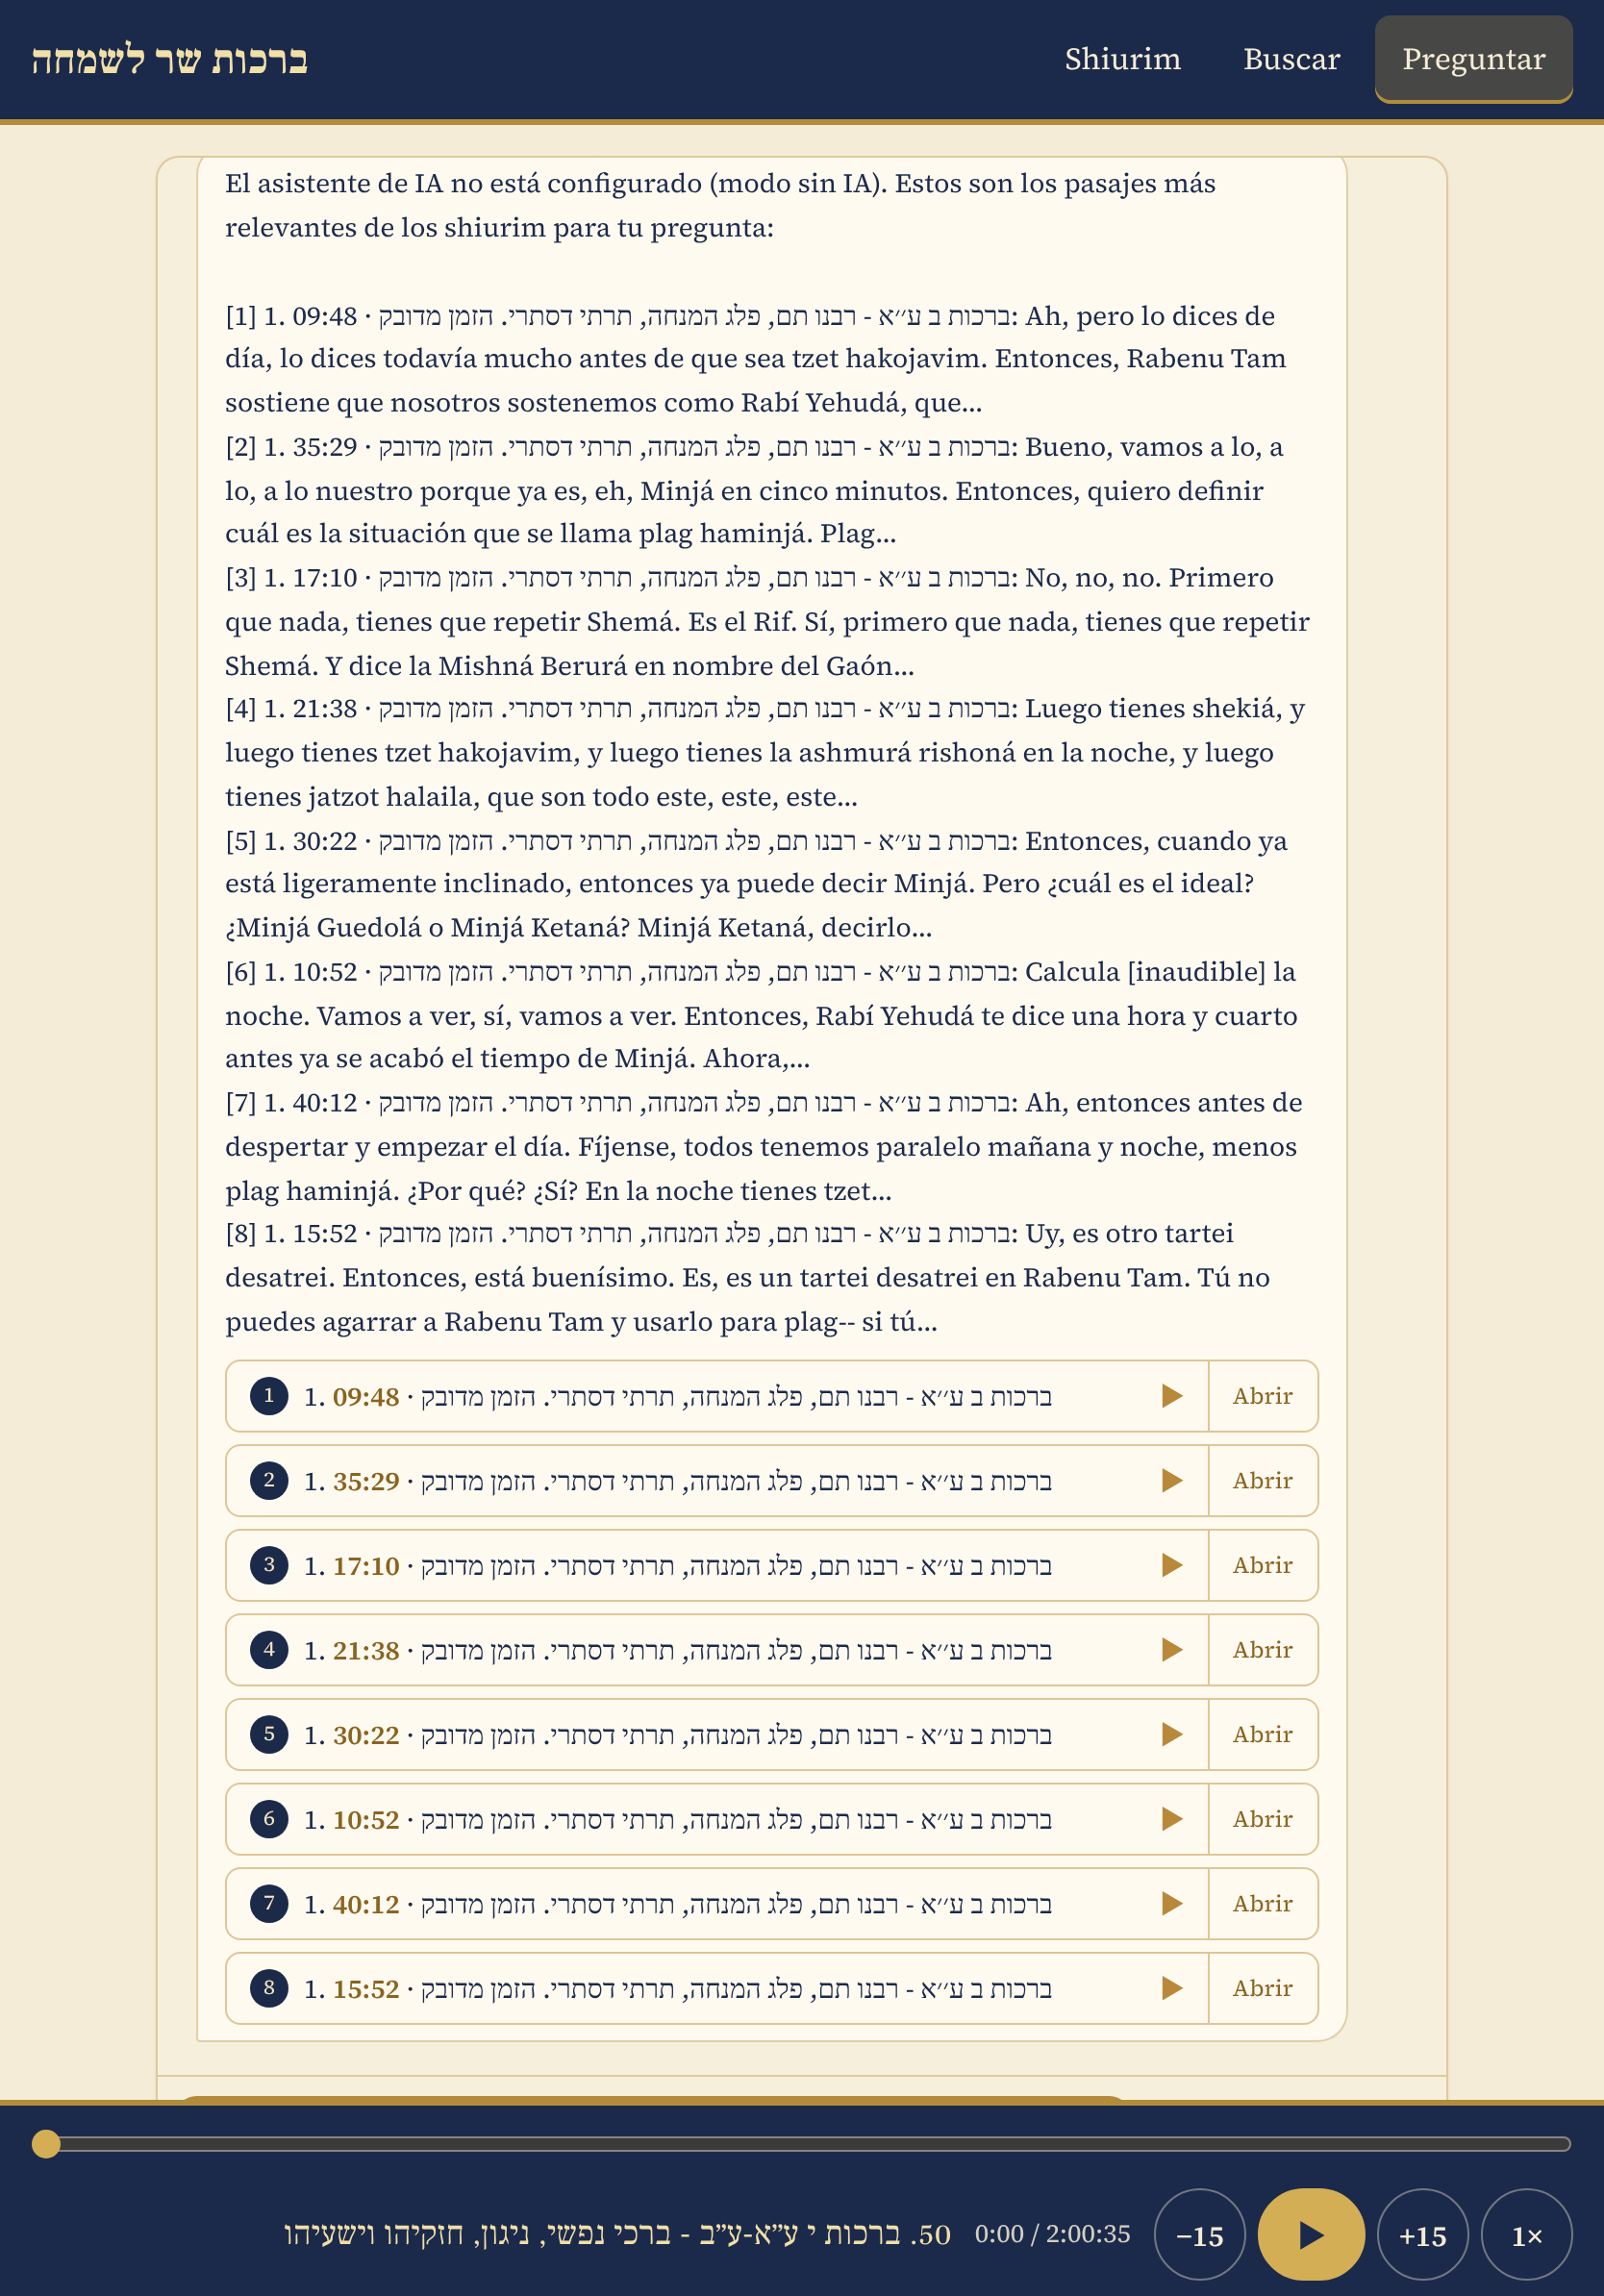 ברכות שר לשמחה
Shiurim
Buscar
Preguntar
El asistente de IA no está configurado (modo sin IA). Estos son los pasajes más
relevantes de los shiurim para tu pregunta:
[1] 1. ברכות ב ע׳׳א - רבנו תם, פלג המנחה, תרתי דסתרי. הזמן מדובק · 09:48: Ah, pero lo dices de
día, lo dices todavía mucho antes de que sea tzet hakojavim. Entonces, Rabenu Tam
sostiene que nosotros sostenemos como Rabí Yehudá, que…
[2] 1. ברכות ב ע׳׳א - רבנו תם, פלג המנחה, תרתי דסתרי. הזמן מדובק · 35:29: Bueno, vamos a lo, a
lo, a lo nuestro porque ya es, eh, Minjá en cinco minutos. Entonces, quiero definir
cuál es la situación que se llama plag haminjá. Plag…
[3] 1. ברכות ב ע׳׳א - רבנו תם, פלג המנחה, תרתי דסתרי. הזמן מדובק · 17:10: No, no, no. Primero
que nada, tienes que repetir Shemá. Es el Rif. Sí, primero que nada, tienes que repetir
Shemá. Y dice la Mishná Berurá en nombre del Gaón…
[4] 1. ברכות ב ע׳׳א - רבנו תם, פלג המנחה, תרתי דסתרי. הזמן מדובק · 21:38: Luego tienes shekiá, y
luego tienes tzet hakojavim, y luego tienes la ashmurá rishoná en la noche, y luego
tienes jatzot halaila, que son todo este, este, este…
[5] 1. ברכות ב ע׳׳א - רבנו תם, פלג המנחה, תרתי דסתרי. הזמן מדובק · 30:22: Entonces, cuando ya
está ligeramente inclinado, entonces ya puede decir Minjá. Pero ¿cuál es el ideal?
¿Minjá Guedolá o Minjá Ketaná? Minjá Ketaná, decirlo…
[6] 1. ברכות ב ע׳׳א - רבנו תם, פלג המנחה, תרתי דסתרי. הזמן מדובק · 10:52: Calcula [inaudible] la
noche. Vamos a ver, sí, vamos a ver. Entonces, Rabí Yehudá te dice una hora y cuarto
antes ya se acabó el tiempo de Minjá. Ahora,…
[7] 1. ברכות ב ע׳׳א - רבנו תם, פלג המנחה, תרתי דסתרי. הזמן מדובק · 40:12: Ah, entonces antes de
despertar y empezar el día. Fíjense, todos tenemos paralelo mañana y noche, menos
plag haminjá. ¿Por qué? ¿Sí? En la noche tienes tzet…
[8] 1. ברכות ב ע׳׳א - רבנו תם, פלג המנחה, תרתי דסתרי. הזמן מדובק · 15:52: Uy, es otro tartei
desatrei. Entonces, está buenísimo. Es, es un tartei desatrei en Rabenu Tam. Tú no
puedes agarrar a Rabenu Tam y usarlo para plag-- si tú…
1 1. ברכות ב ע׳׳א - רבנו תם, פלג המנחה, תרתי דסתרי. הזמן מדובק · 09:48 Abrir
2 1. ברכות ב ע׳׳א - רבנו תם, פלג המנחה, תרתי דסתרי. הזמן מדובק · 35:29 Abrir
3 1. ברכות ב ע׳׳א - רבנו תם, פלג המנחה, תרתי דסתרי. הזמן מדובק · 17:10 Abrir
4 1. ברכות ב ע׳׳א - רבנו תם, פלג המנחה, תרתי דסתרי. הזמן מדובק · 21:38 Abrir
5 1. ברכות ב ע׳׳א - רבנו תם, פלג המנחה, תרתי דסתרי. הזמן מדובק · 30:22 Abrir
6 1. ברכות ב ע׳׳א - רבנו תם, פלג המנחה, תרתי דסתרי. הזמן מדובק · 10:52 Abrir
7 1. ברכות ב ע׳׳א - רבנו תם, פלג המנחה, תרתי דסתרי. הזמן מדובק · 40:12 Abrir
8 1. ברכות ב ע׳׳א - רבנו תם, פלג המנחה, תרתי דסתרי. הזמן מדובק · 15:52 Abrir
50. ברכות י ע״א-ע״ב - ברכי נפשי, ניגון, חזקיהו וישעיהו
0:00 / 2:00:35
−15
+15
1×